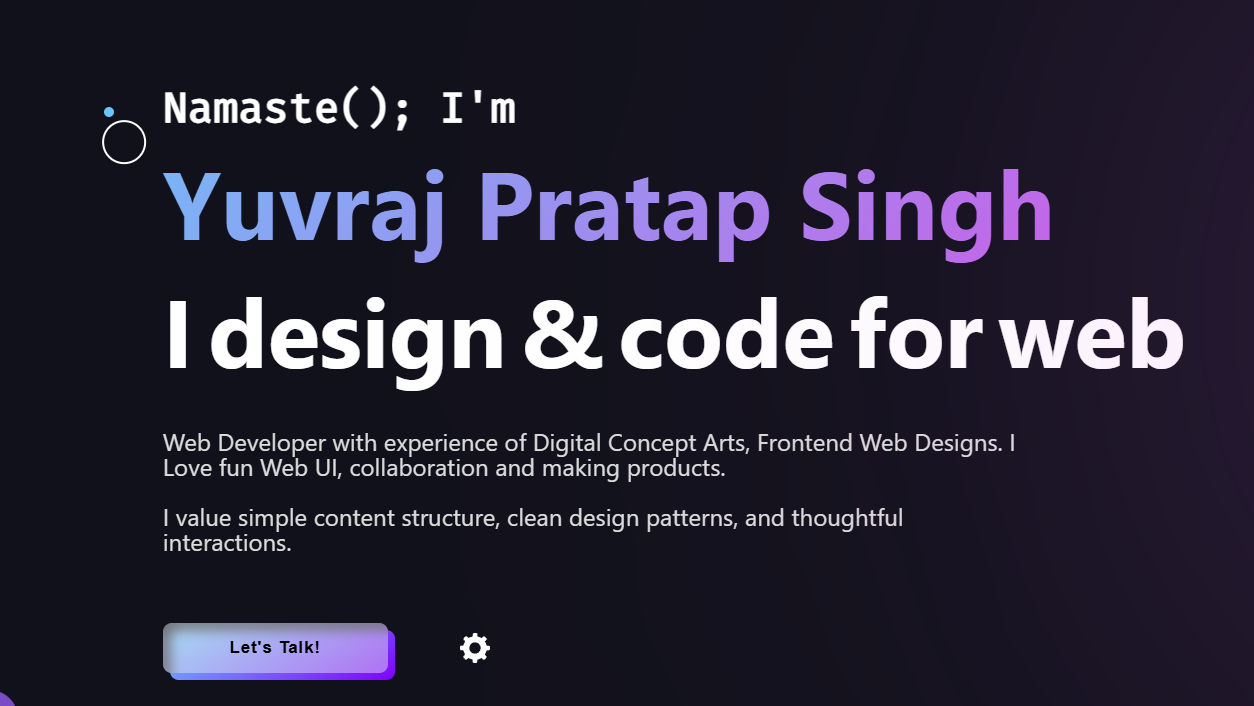 Namaste(); I'm
Yuvraj Pratap Singh
I design & code for web
Web Developer with experience of Digital Concept Arts, Frontend Web Designs. I
Love fun Web UI, collaboration and making products.
I value simple content structure, clean design patterns, and thoughtful
interactions.
Let's Talk!